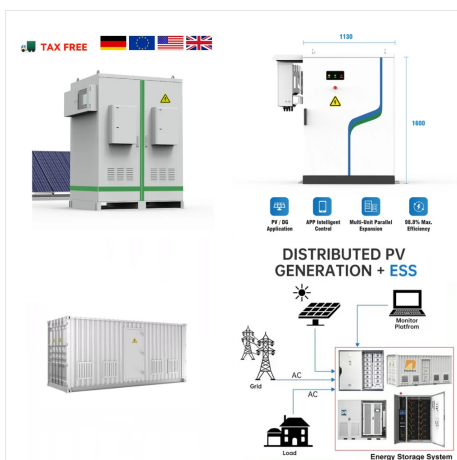 TAX FREE
1130
1600
PV / DG
Application
APP Intelligent
Control
Multi-Unit Parallel
Expansion
98.8% Max.
Efficiency
DISTRIBUTED PV
GENERATION + ESS
Monitor
Platfrom
Grid
AC
AC
Load
Energy Storage System